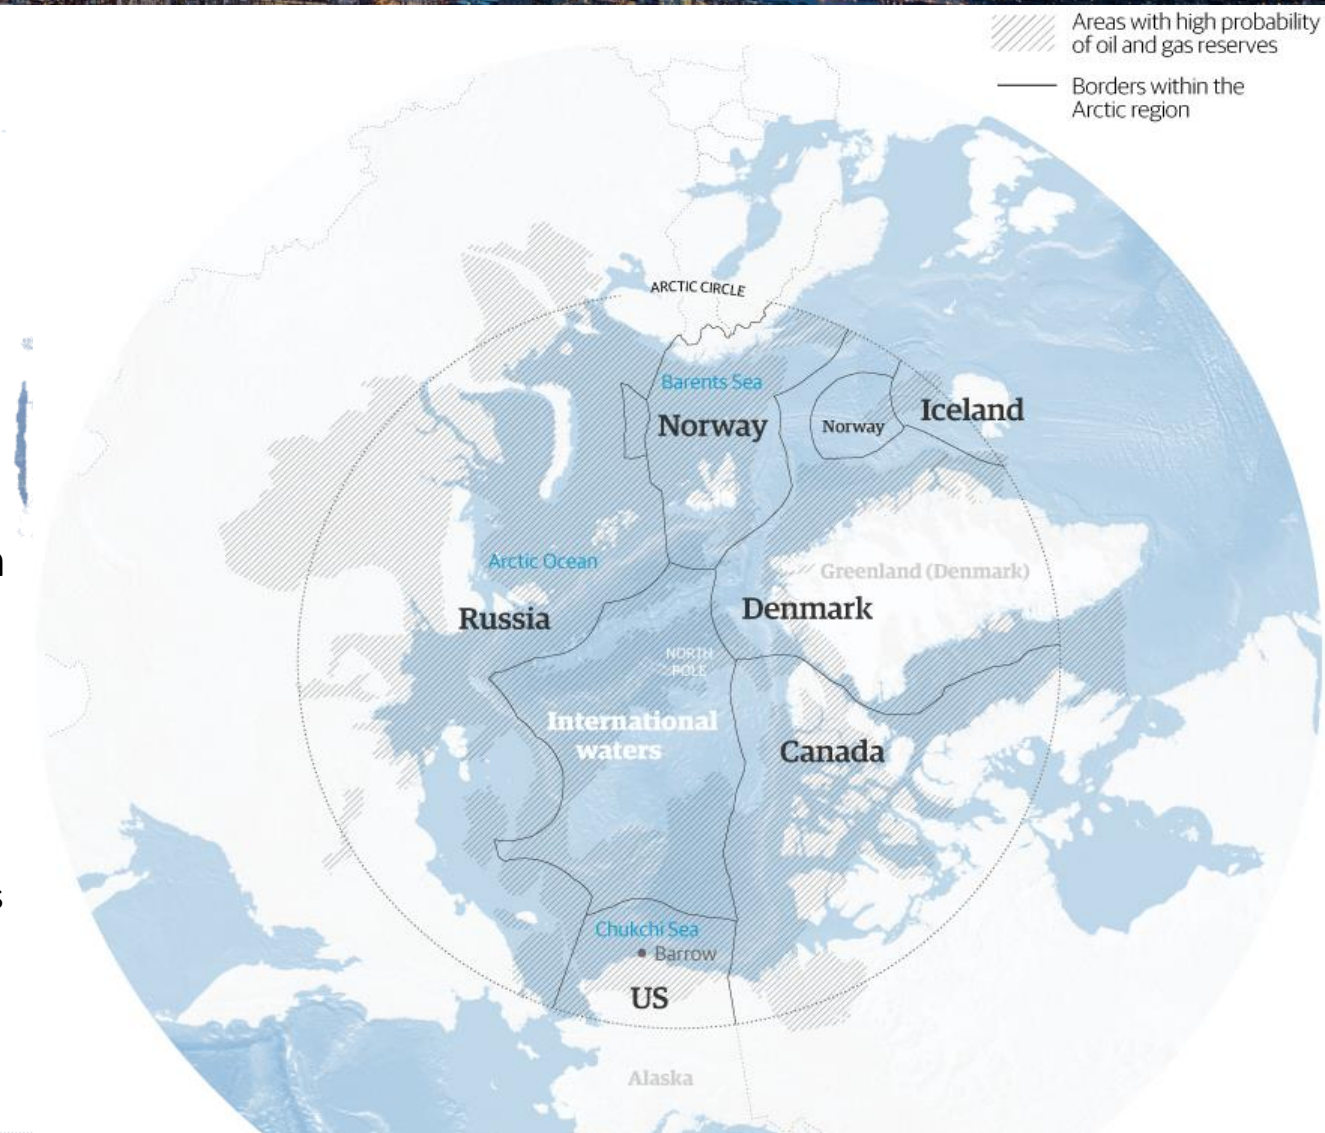 Areas with high probability
of oil and gas reserves
Borders within the
Arctic region
ARCTIC CIRCLE
Barents Sea
Norway
Norway
Iceland
Arctic Ocean
Greenland (Denmark)
Russia
Denmark
NORTH
POLE
International
waters
Canada
Chukchi Sea
Barrow
US
Alaska